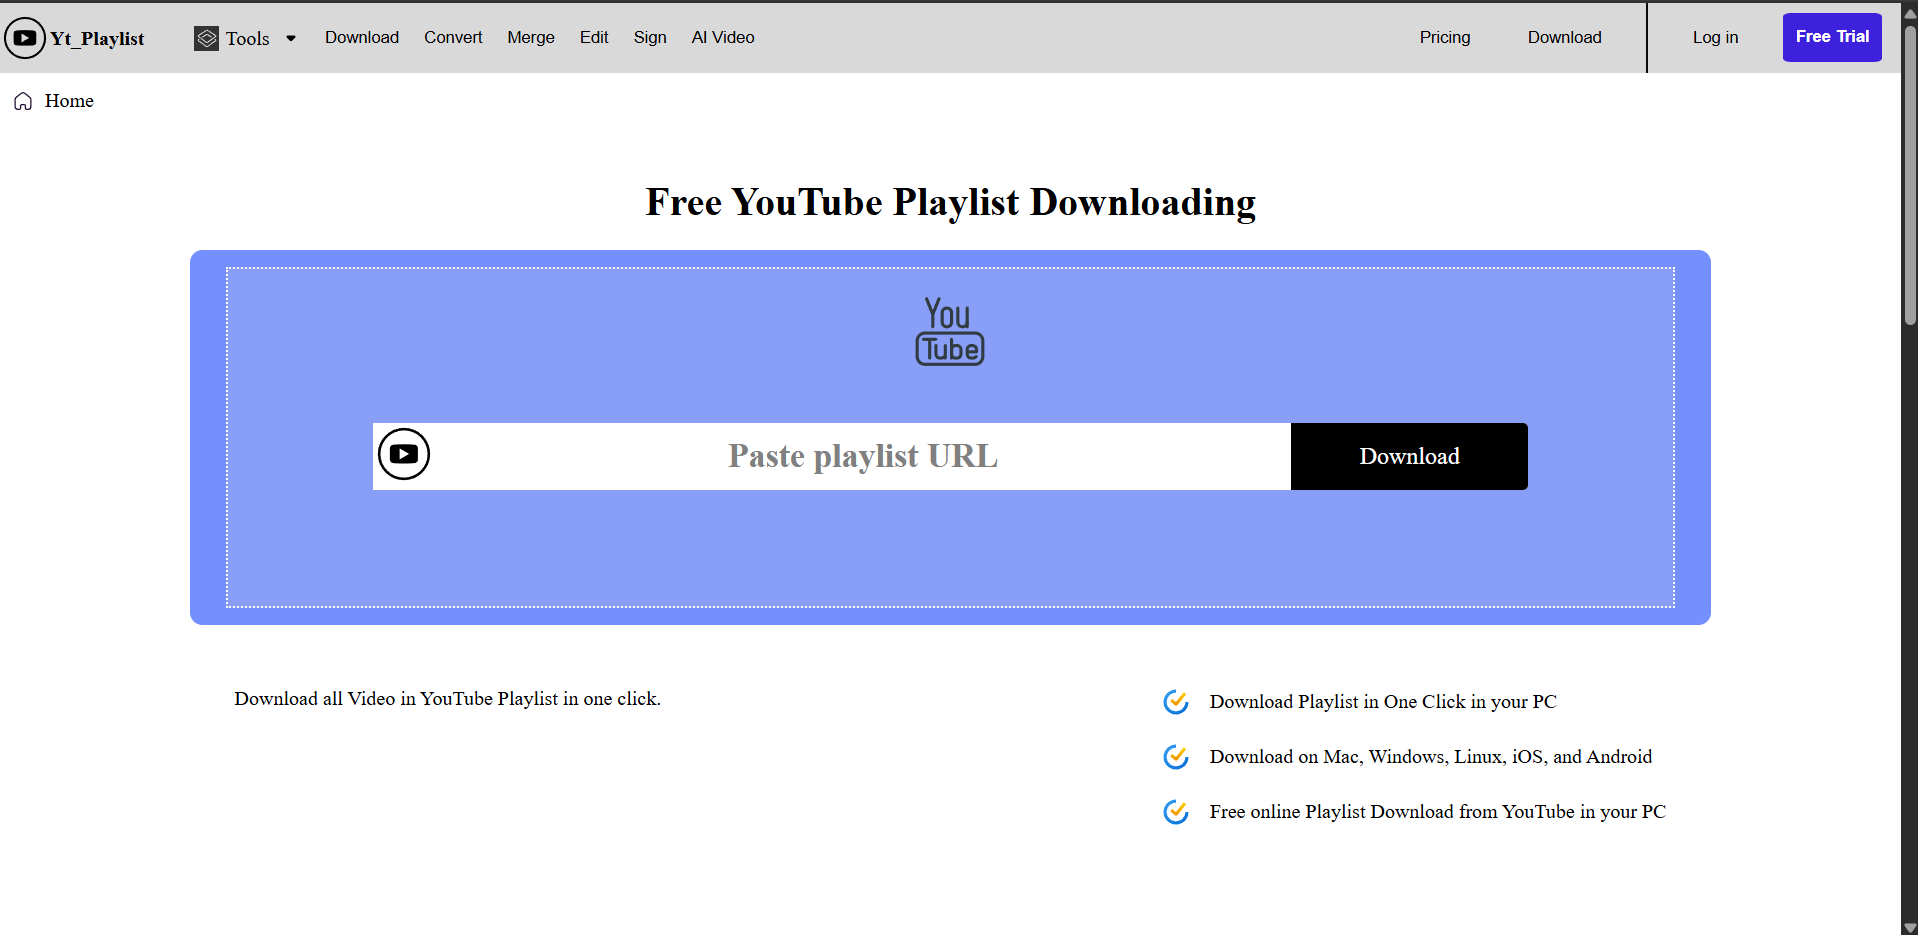 Yt_Playlist Tools Download Convert Merge Edit Sign AI Video Pricing Download Log in Free Trial
Home
Free YouTube Playlist Downloading
You
Tube
Paste playlist URL Download
Download all Video in YouTube Playlist in one click.
Download Playlist in One Click in your PC
Download on Mac, Windows, Linux, iOS, and Android
Free online Playlist Download from YouTube in your PC